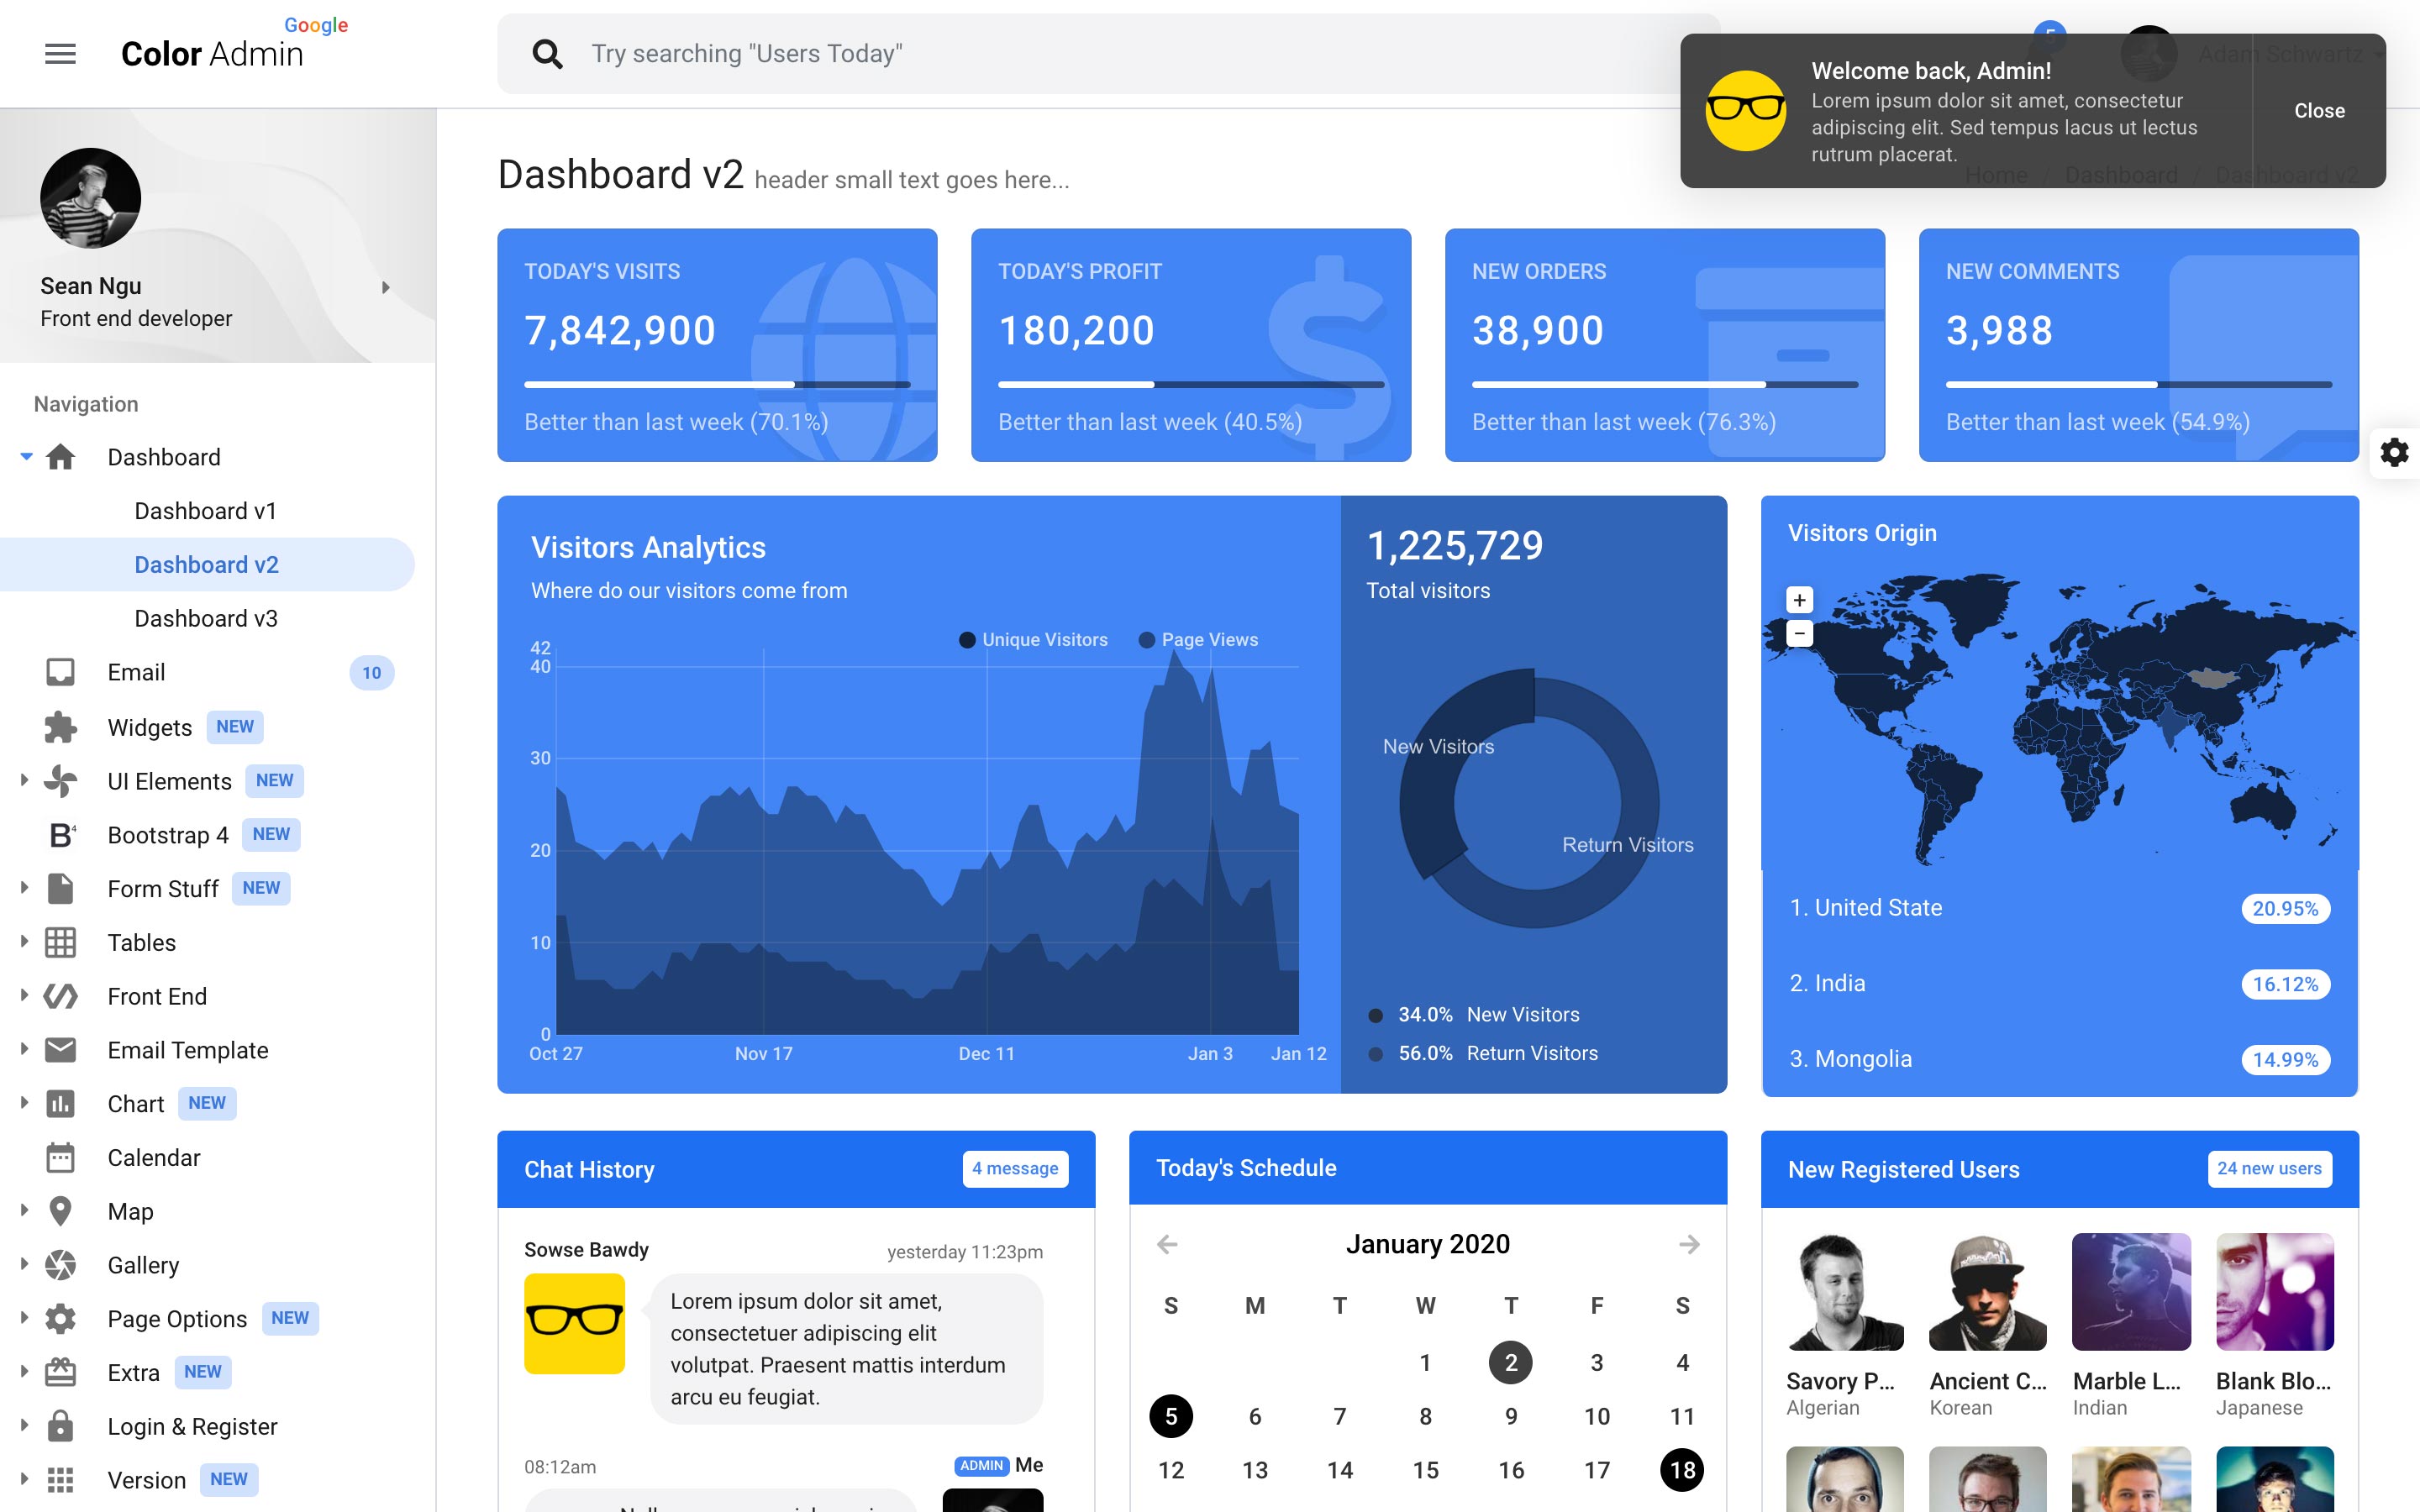 Google
Color Admin
Try searching "Users Today"
5
Adam Schwartz
Welcome back, Admin!
Lorem ipsum dolor sit amet, consectetur
adipiscing elit. Sed tempus lacus ut lectus
rutrum placerat.
Close
Sean Ngu
Front end developer
Navigation
Dashboard
Dashboard v1
Dashboard v2
Dashboard v3
Email 10
Widgets NEW
UI Elements NEW
B4 Bootstrap 4 NEW
Form Stuff NEW
Tables
Front End
Email Template
Chart NEW
Calendar
Map
Gallery
Page Options NEW
Extra NEW
Login & Register
Version NEW
Dashboard v2 header small text goes here...
Home / Dashboard / Dashboard v2
TODAY'S VISITS
7,842,900
Better than last week (70.1%)
TODAY'S PROFIT
180,200
Better than last week (40.5%)
NEW ORDERS
38,900
Better than last week (76.3%)
NEW COMMENTS
3,988
Better than last week (54.9%)
Visitors Analytics
Where do our visitors come from
Unique Visitors Page Views
42
40
30
20
10
0
Oct 27 Nov 17 Dec 11 Jan 3 Jan 12
1,225,729
Total visitors
New Visitors
Return Visitors
34.0% New Visitors
56.0% Return Visitors
Visitors Origin
+
−
1. United State 20.95%
2. India 16.12%
3. Mongolia 14.99%
Chat History 4 message
Sowse Bawdy yesterday 11:23pm
Lorem ipsum dolor sit amet,
consectetuer adipiscing elit
volutpat. Praesent mattis interdum
arcu eu feugiat.
08:12am ADMIN Me
Today's Schedule
January 2020
S M T W T F S
1 2 3 4
5 6 7 8 9 10 11
12 13 14 15 16 17 18
New Registered Users 24 new users
Savory P... Ancient C... Marble L... Blank Blo...
Algerian Korean Indian Japanese